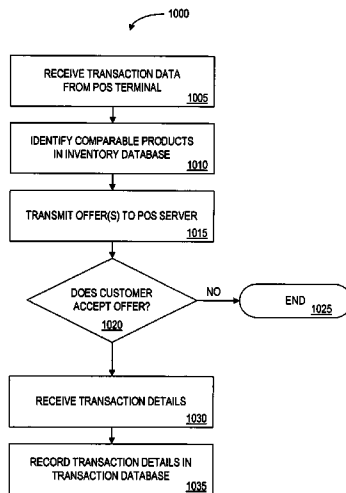 1000
RECEIVE TRANSACTION DATA
FROM POS TERMINAL
1005
IDENTIFY COMPARABLE PRODUCTS
IN INVENTORY DATABASE
1010
TRANSMIT OFFER(S) TO POS SERVER
1015
DOES CUSTOMER
ACCEPT OFFER?
1020
NO
END
1025
RECEIVE TRANSACTION DETAILS
1030
RECORD TRANSACTION DETAILS IN
TRANSACTION DATABASE
1035